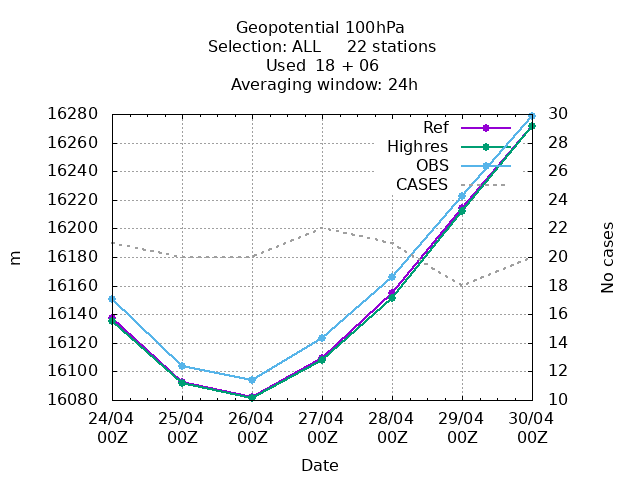 Geopotential 100hPa
Selection: ALL     22 stations
Used  18 + 06
Averaging window: 24h
16280
16260
16240
16220
16200
16180
16160
16140
16120
16100
16080
30
28
26
24
22
20
18
16
14
12
10
Ref
Highres
OBS
CASES
m
No cases
24/04 25/04 26/04 27/04 28/04 29/04 30/04
00Z 00Z 00Z 00Z 00Z 00Z 00Z
Date